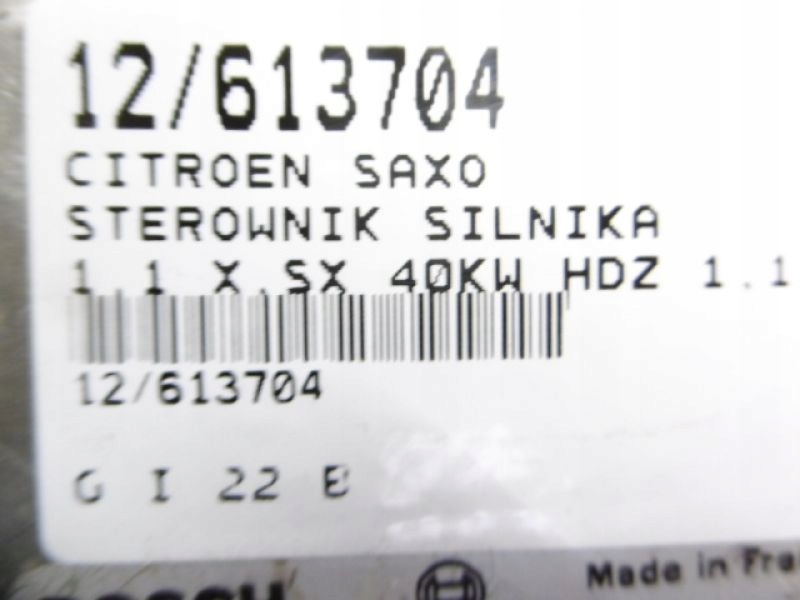 12/613704
CITROEN SAXO
STEROWNIK SILNIKA
1.1 X.SX 40KW HDZ 1.1
12/613704
G I 22 B
Made in Fra